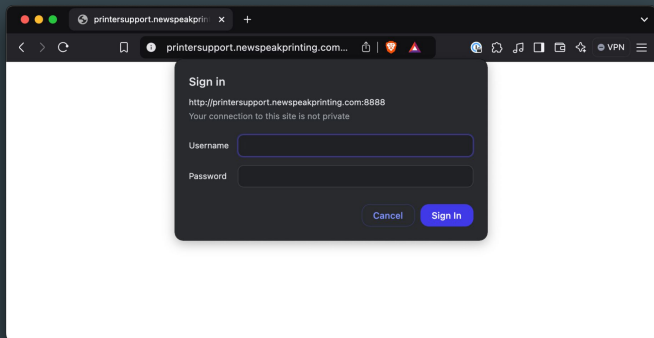 printersupport.newspeakprin
printersupport.newspeakprinting.com...
VPN
Sign in
http://printersupport.newspeakprinting.com:8888
Your connection to this site is not private
Username
Password
Cancel
Sign In